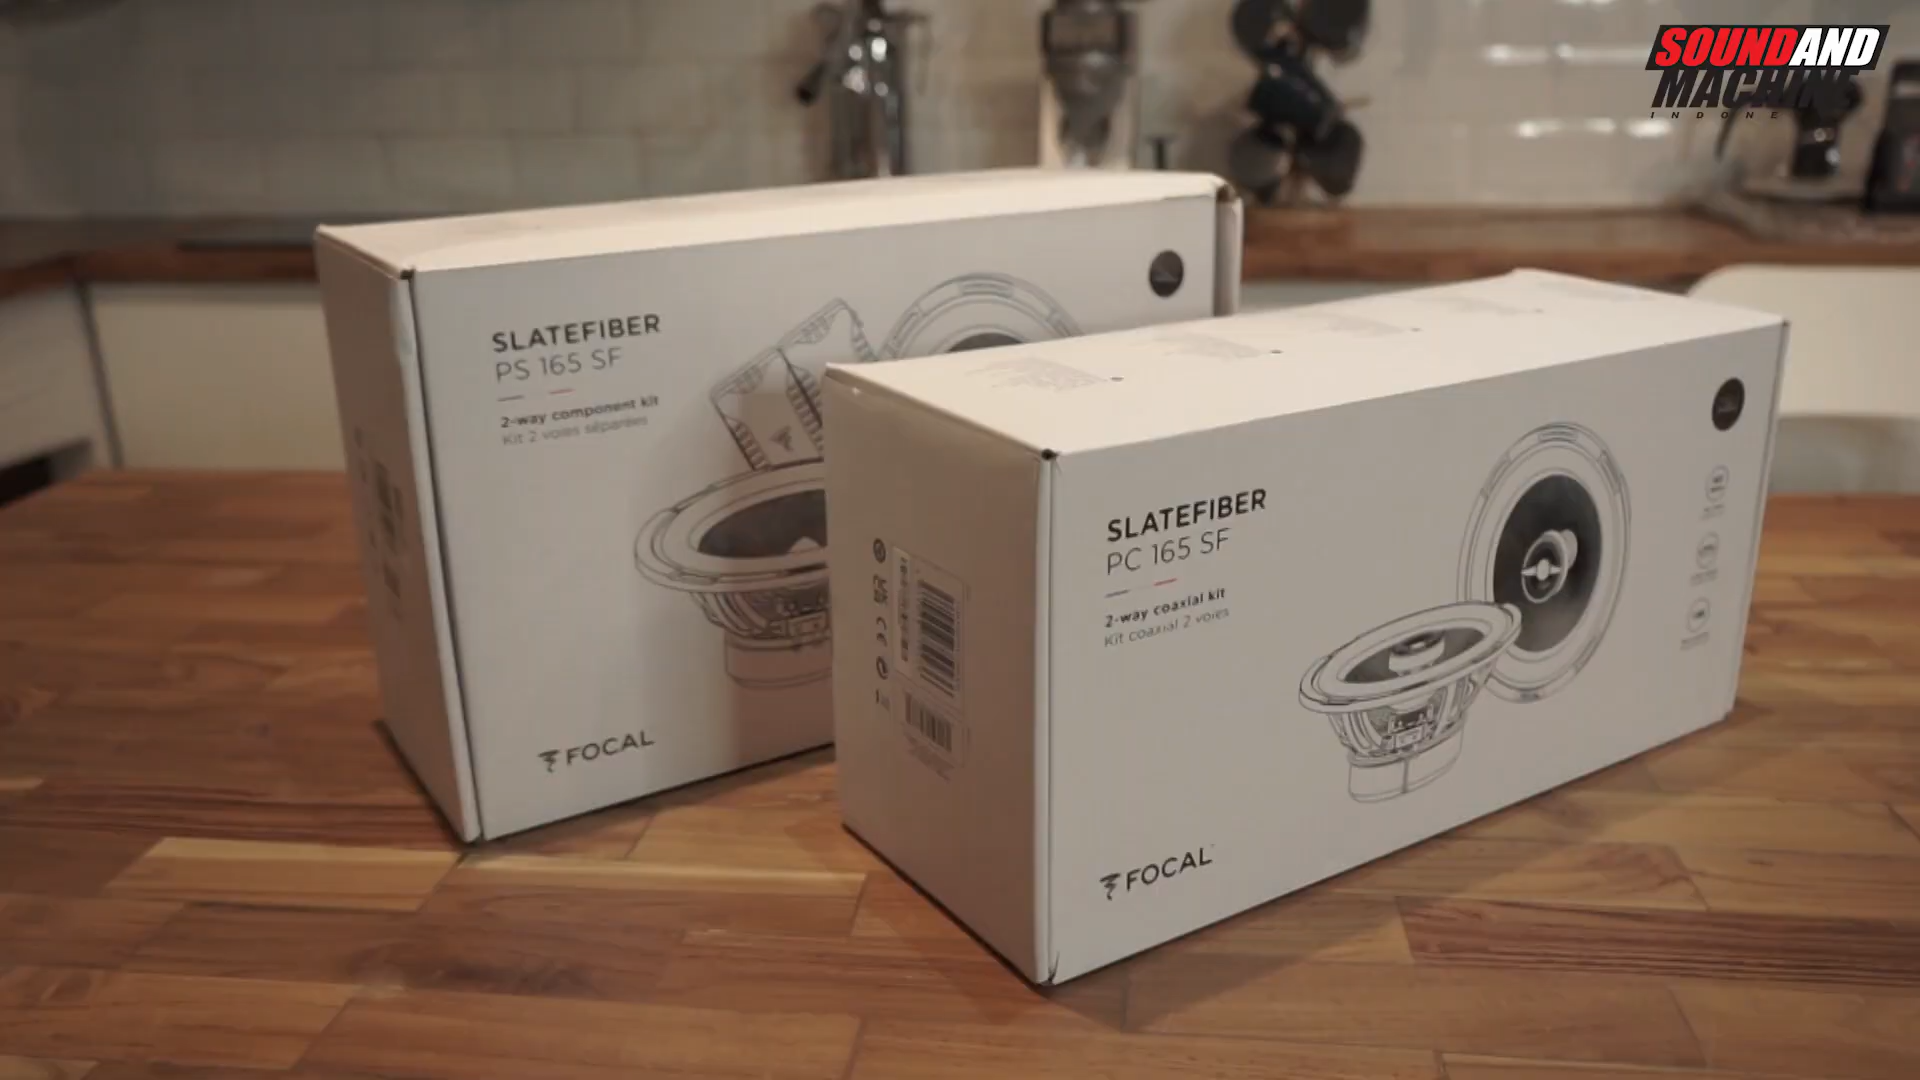 SOUNDAND
MACHINE
INDONE
SLATEFIBER
PS 165 SF
2-way component kit
Kit 2 voies séparées
FOCAL
SLATEFIBER
PC 165 SF
2-way coaxial kit
Kit coaxial 2 voies
FOCAL